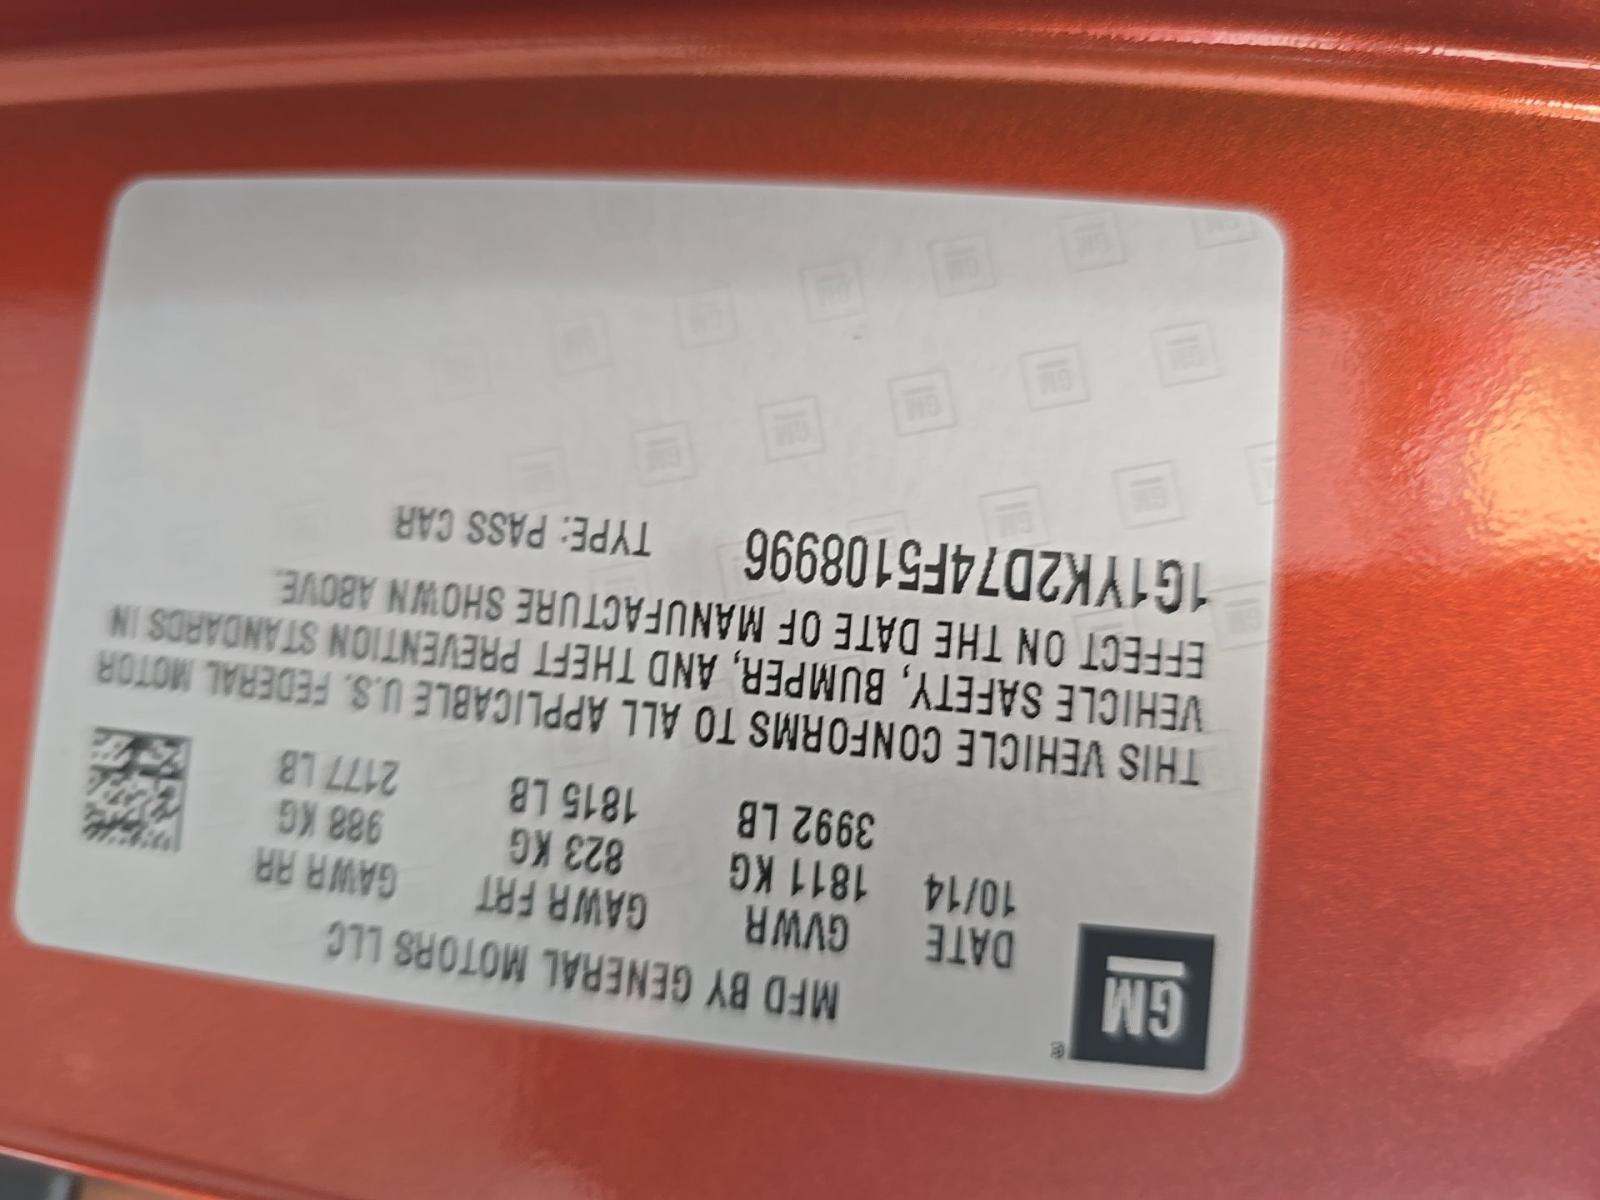 GM®
MFD BY GENERAL MOTORS LLC
DATE GVWR GAWR FRT GAWR RR
10/14 1811 KG 823 KG 988 KG
3992 LB 1815 LB 2177 LB
THIS VEHICLE CONFORMS TO ALL APPLICABLE U.S. FEDERAL MOTOR
VEHICLE SAFETY, BUMPER, AND THEFT PREVENTION STANDARDS IN
EFFECT ON THE DATE OF MANUFACTURE SHOWN ABOVE.
1G1YK2D74F5108996 TYPE: PASS CAR